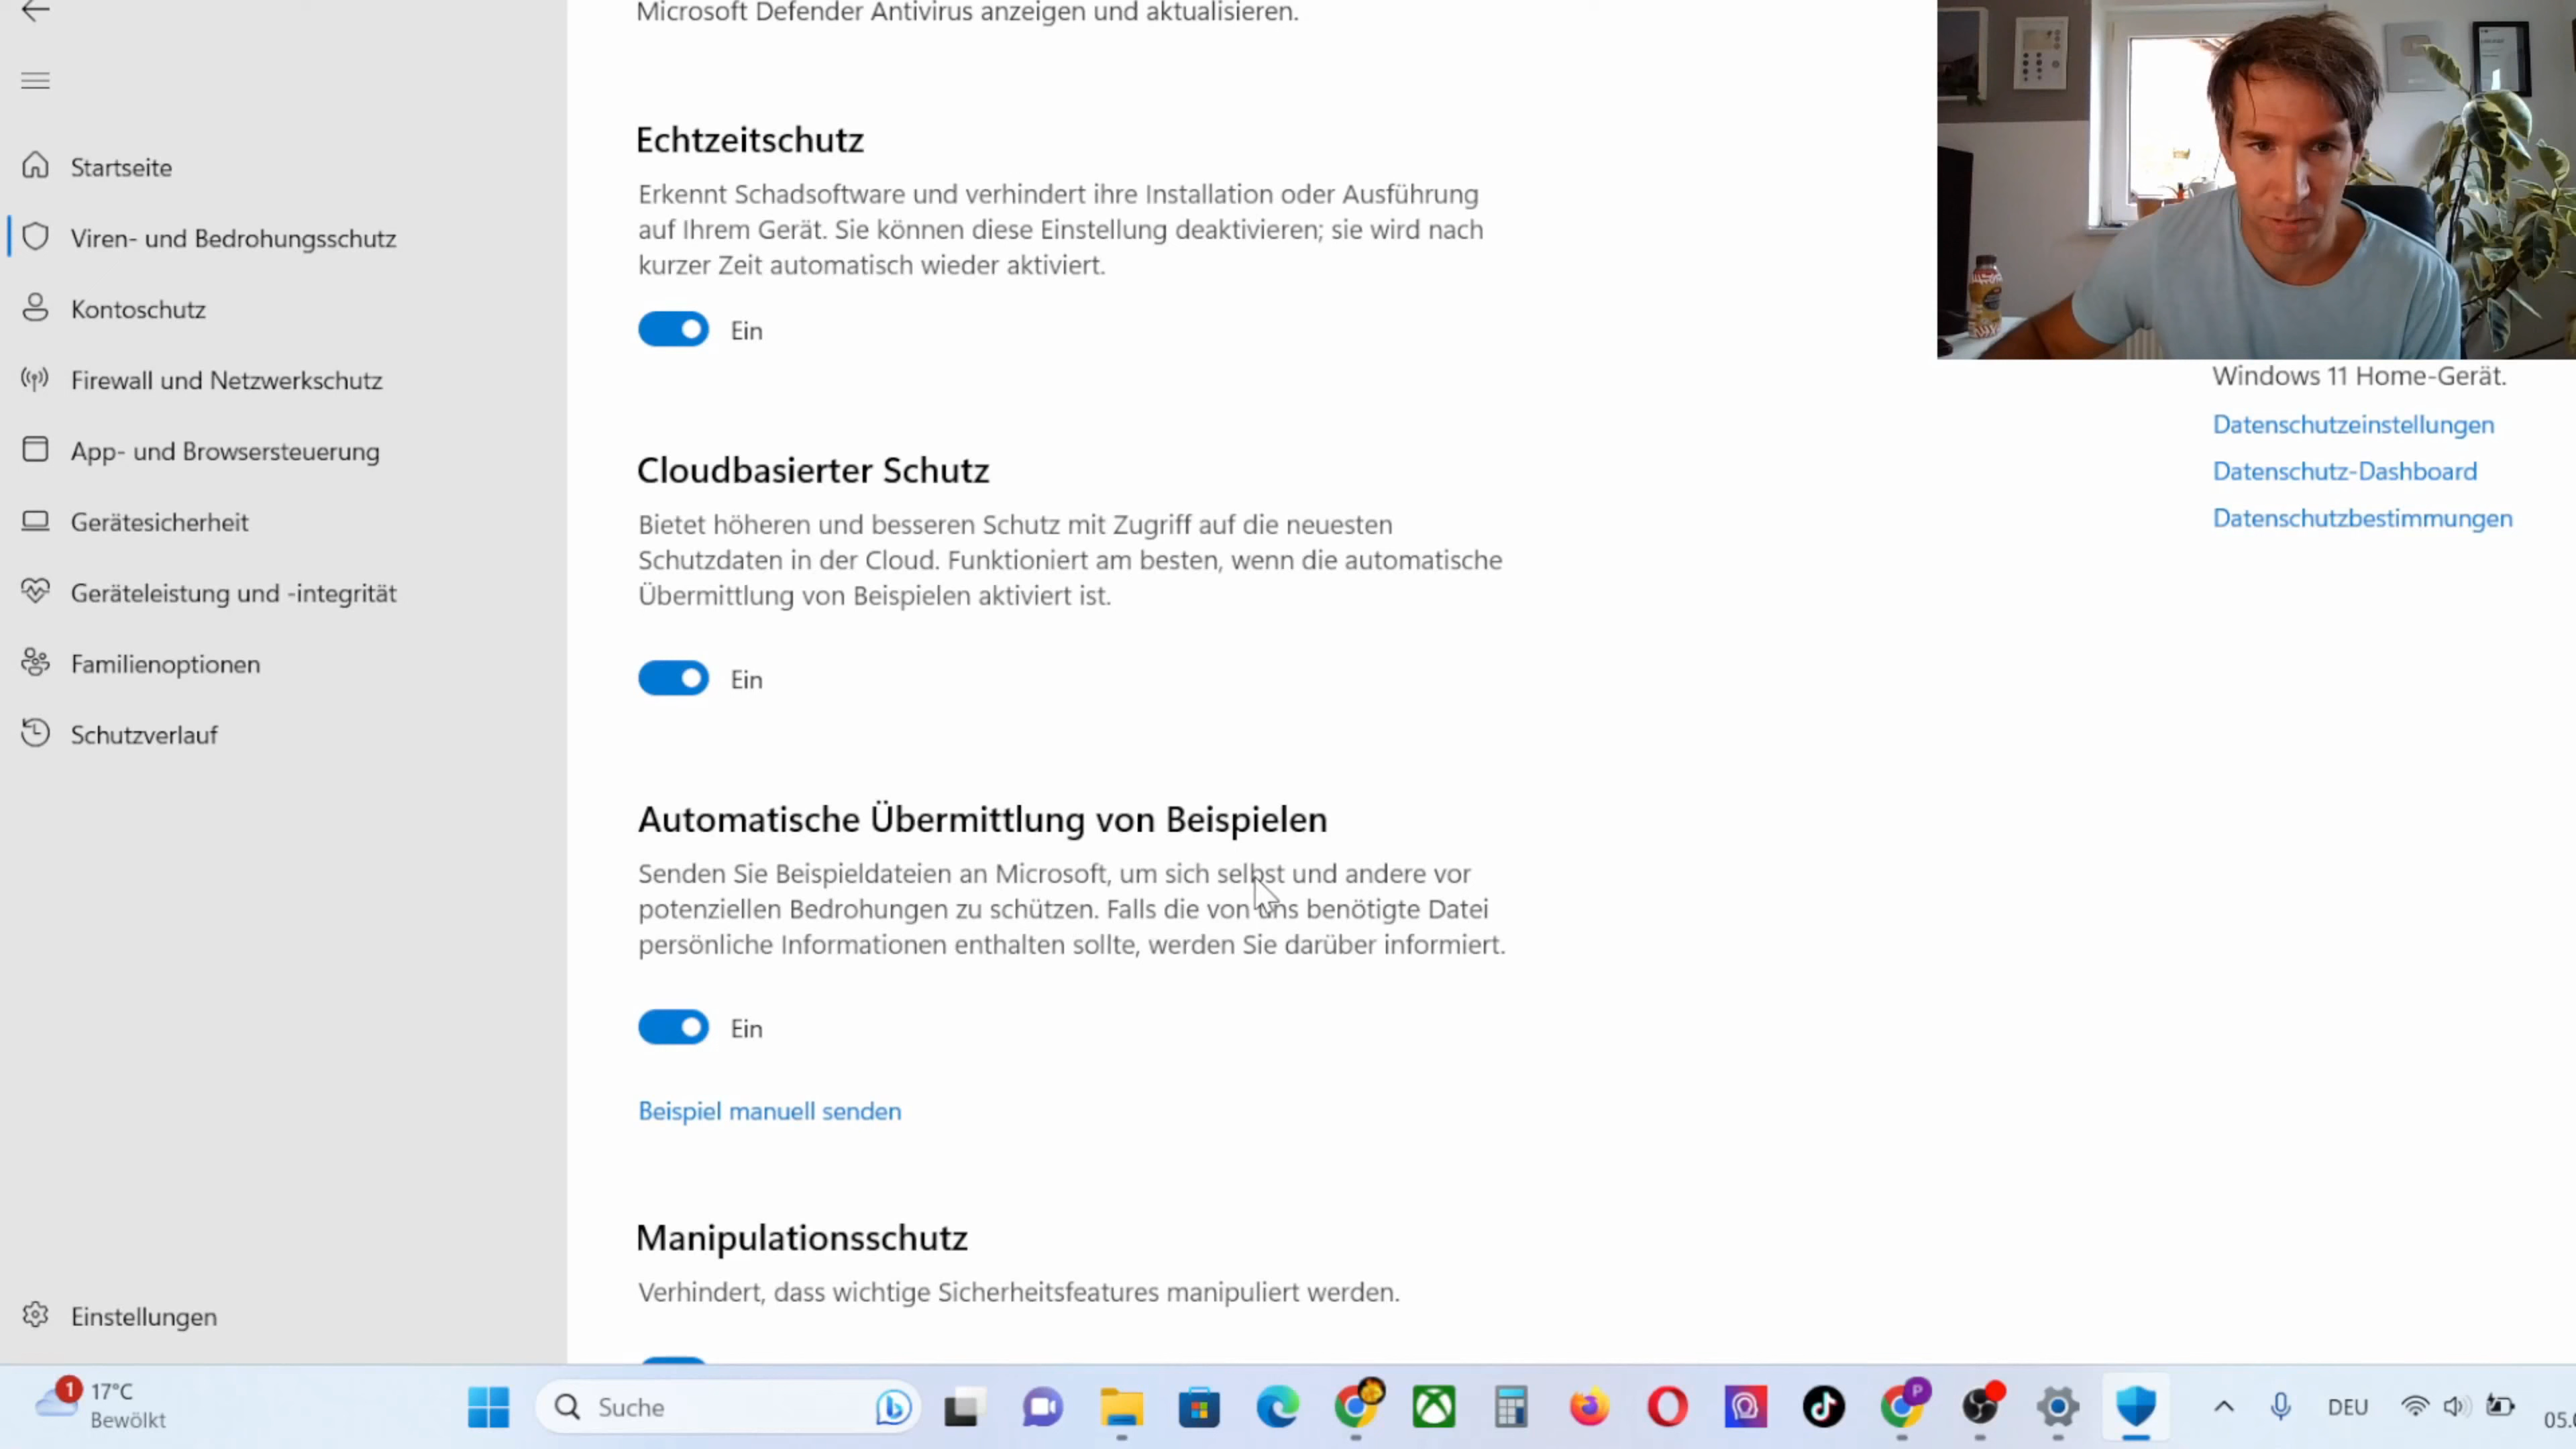 Microsoft Defender Antivirus anzeigen und aktualisieren.
Startseite
Viren- und Bedrohungsschutz
Kontoschutz
Firewall und Netzwerkschutz
App- und Browsersteuerung
Gerätesicherheit
Geräteleistung und -integrität
Familienoptionen
Schutzverlauf
Einstellungen
Echtzeitschutz
Erkennt Schadsoftware und verhindert ihre Installation oder Ausführung
auf Ihrem Gerät. Sie können diese Einstellung deaktivieren; sie wird nach
kurzer Zeit automatisch wieder aktiviert.
Ein
Cloudbasierter Schutz
Bietet höheren und besseren Schutz mit Zugriff auf die neuesten
Schutzdaten in der Cloud. Funktioniert am besten, wenn die automatische
Übermittlung von Beispielen aktiviert ist.
Ein
Automatische Übermittlung von Beispielen
Senden Sie Beispieldateien an Microsoft, um sich selbst und andere vor
potenziellen Bedrohungen zu schützen. Falls die von uns benötigte Datei
persönliche Informationen enthalten sollte, werden Sie darüber informiert.
Ein
Beispiel manuell senden
Manipulationsschutz
Verhindert, dass wichtige Sicherheitsfeatures manipuliert werden.
Windows 11 Home-Gerät.
Datenschutzeinstellungen
Datenschutz-Dashboard
Datenschutzbestimmungen
1
17°C
Bewölkt
Suche
P
DEU